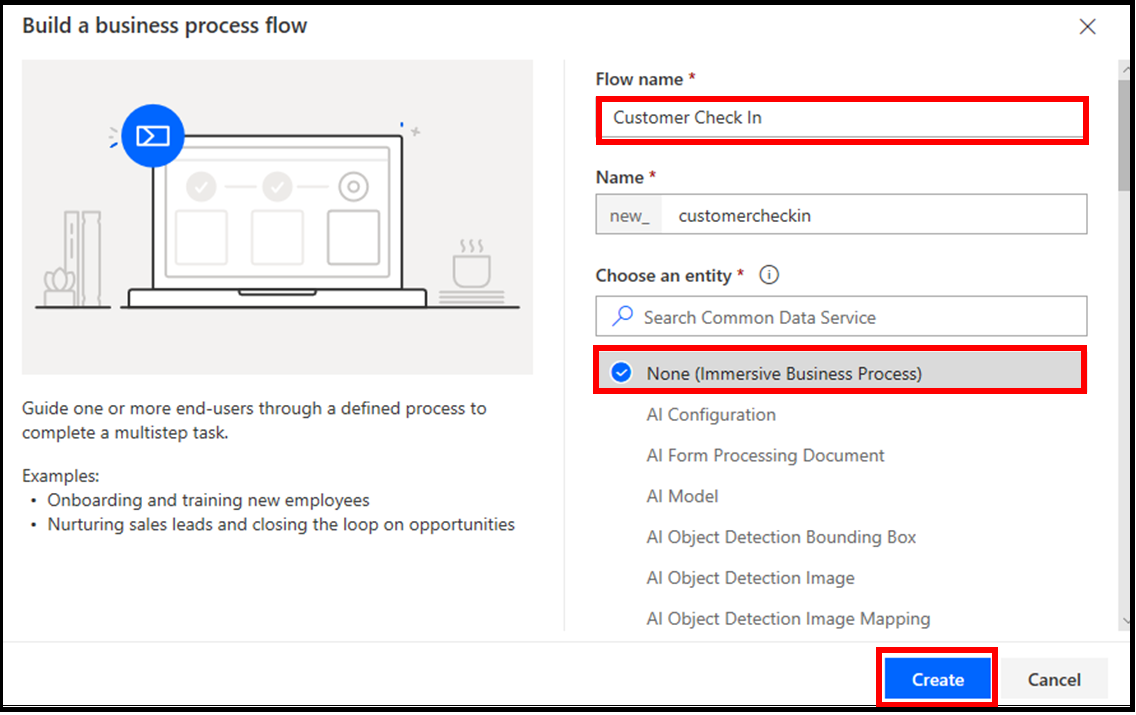 Build a business process flow
Guide one or more end-users through a defined process to
complete a multistep task.
Examples:
• Onboarding and training new employees
• Nurturing sales leads and closing the loop on opportunities
Flow name *
Customer Check In
Name *
new_ customercheckin
Choose an entity *
Search Common Data Service
None (Immersive Business Process)
AI Configuration
AI Form Processing Document
AI Model
AI Object Detection Bounding Box
AI Object Detection Image
AI Object Detection Image Mapping
Create Cancel